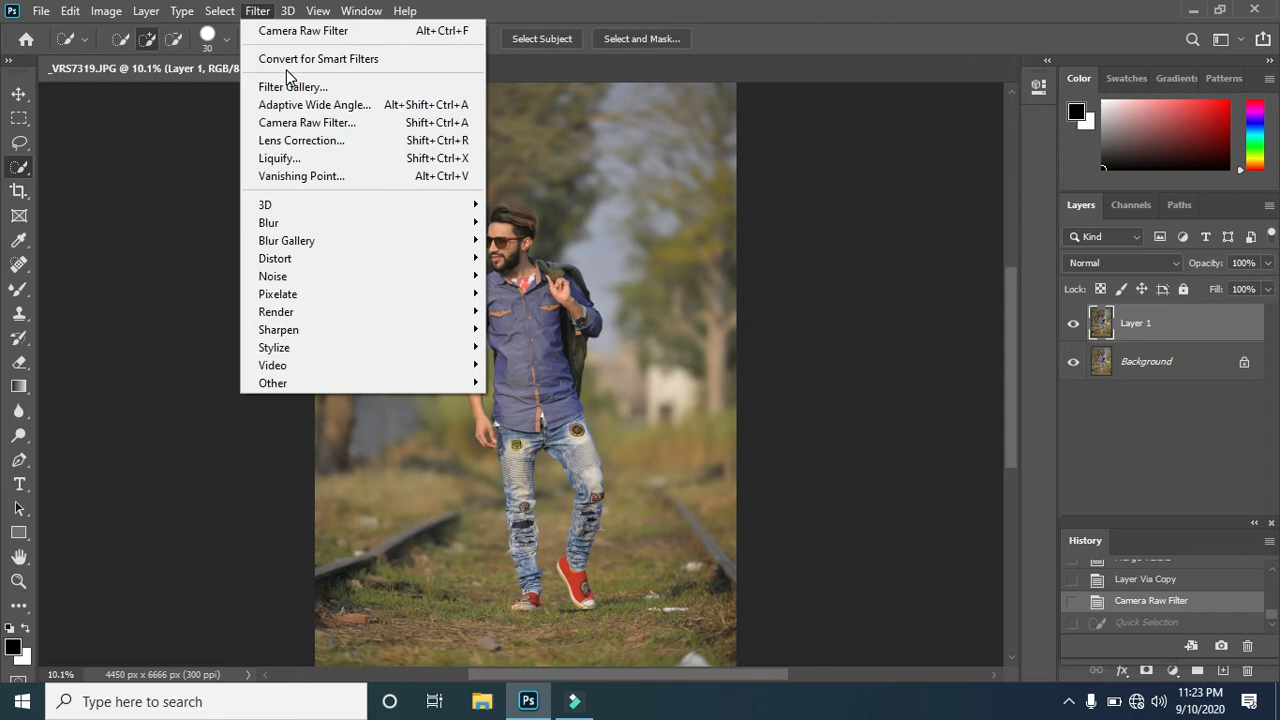 Ps File Edit Image Layer Type Select Filter 3D View Window Help
30 Select Subject Select and Mask...
_VRS7319.JPG @ 10.1% (Layer 1, RGB/8
Camera Raw Filter Alt+Ctrl+F
Convert for Smart Filters
Filter Gallery...
Adaptive Wide Angle... Alt+Shift+Ctrl+A
Camera Raw Filter... Shift+Ctrl+A
Lens Correction... Shift+Ctrl+R
Liquify... Shift+Ctrl+X
Vanishing Point... Alt+Ctrl+V
3D
Blur
Blur Gallery
Distort
Noise
Pixelate
Render
Sharpen
Stylize
Video
Other
Color Swatches Gradients Patterns
Layers Channels Paths
Kind
Normal Opacity: 100%
Lock: Fill: 100%
Layer 1
Background
History
Layer Via Copy
Camera Raw Filter
Quick Selection
10.1% 4450 px x 6666 px (300 ppi)
Type here to search
Ps
11:23 PM
9/10/2020